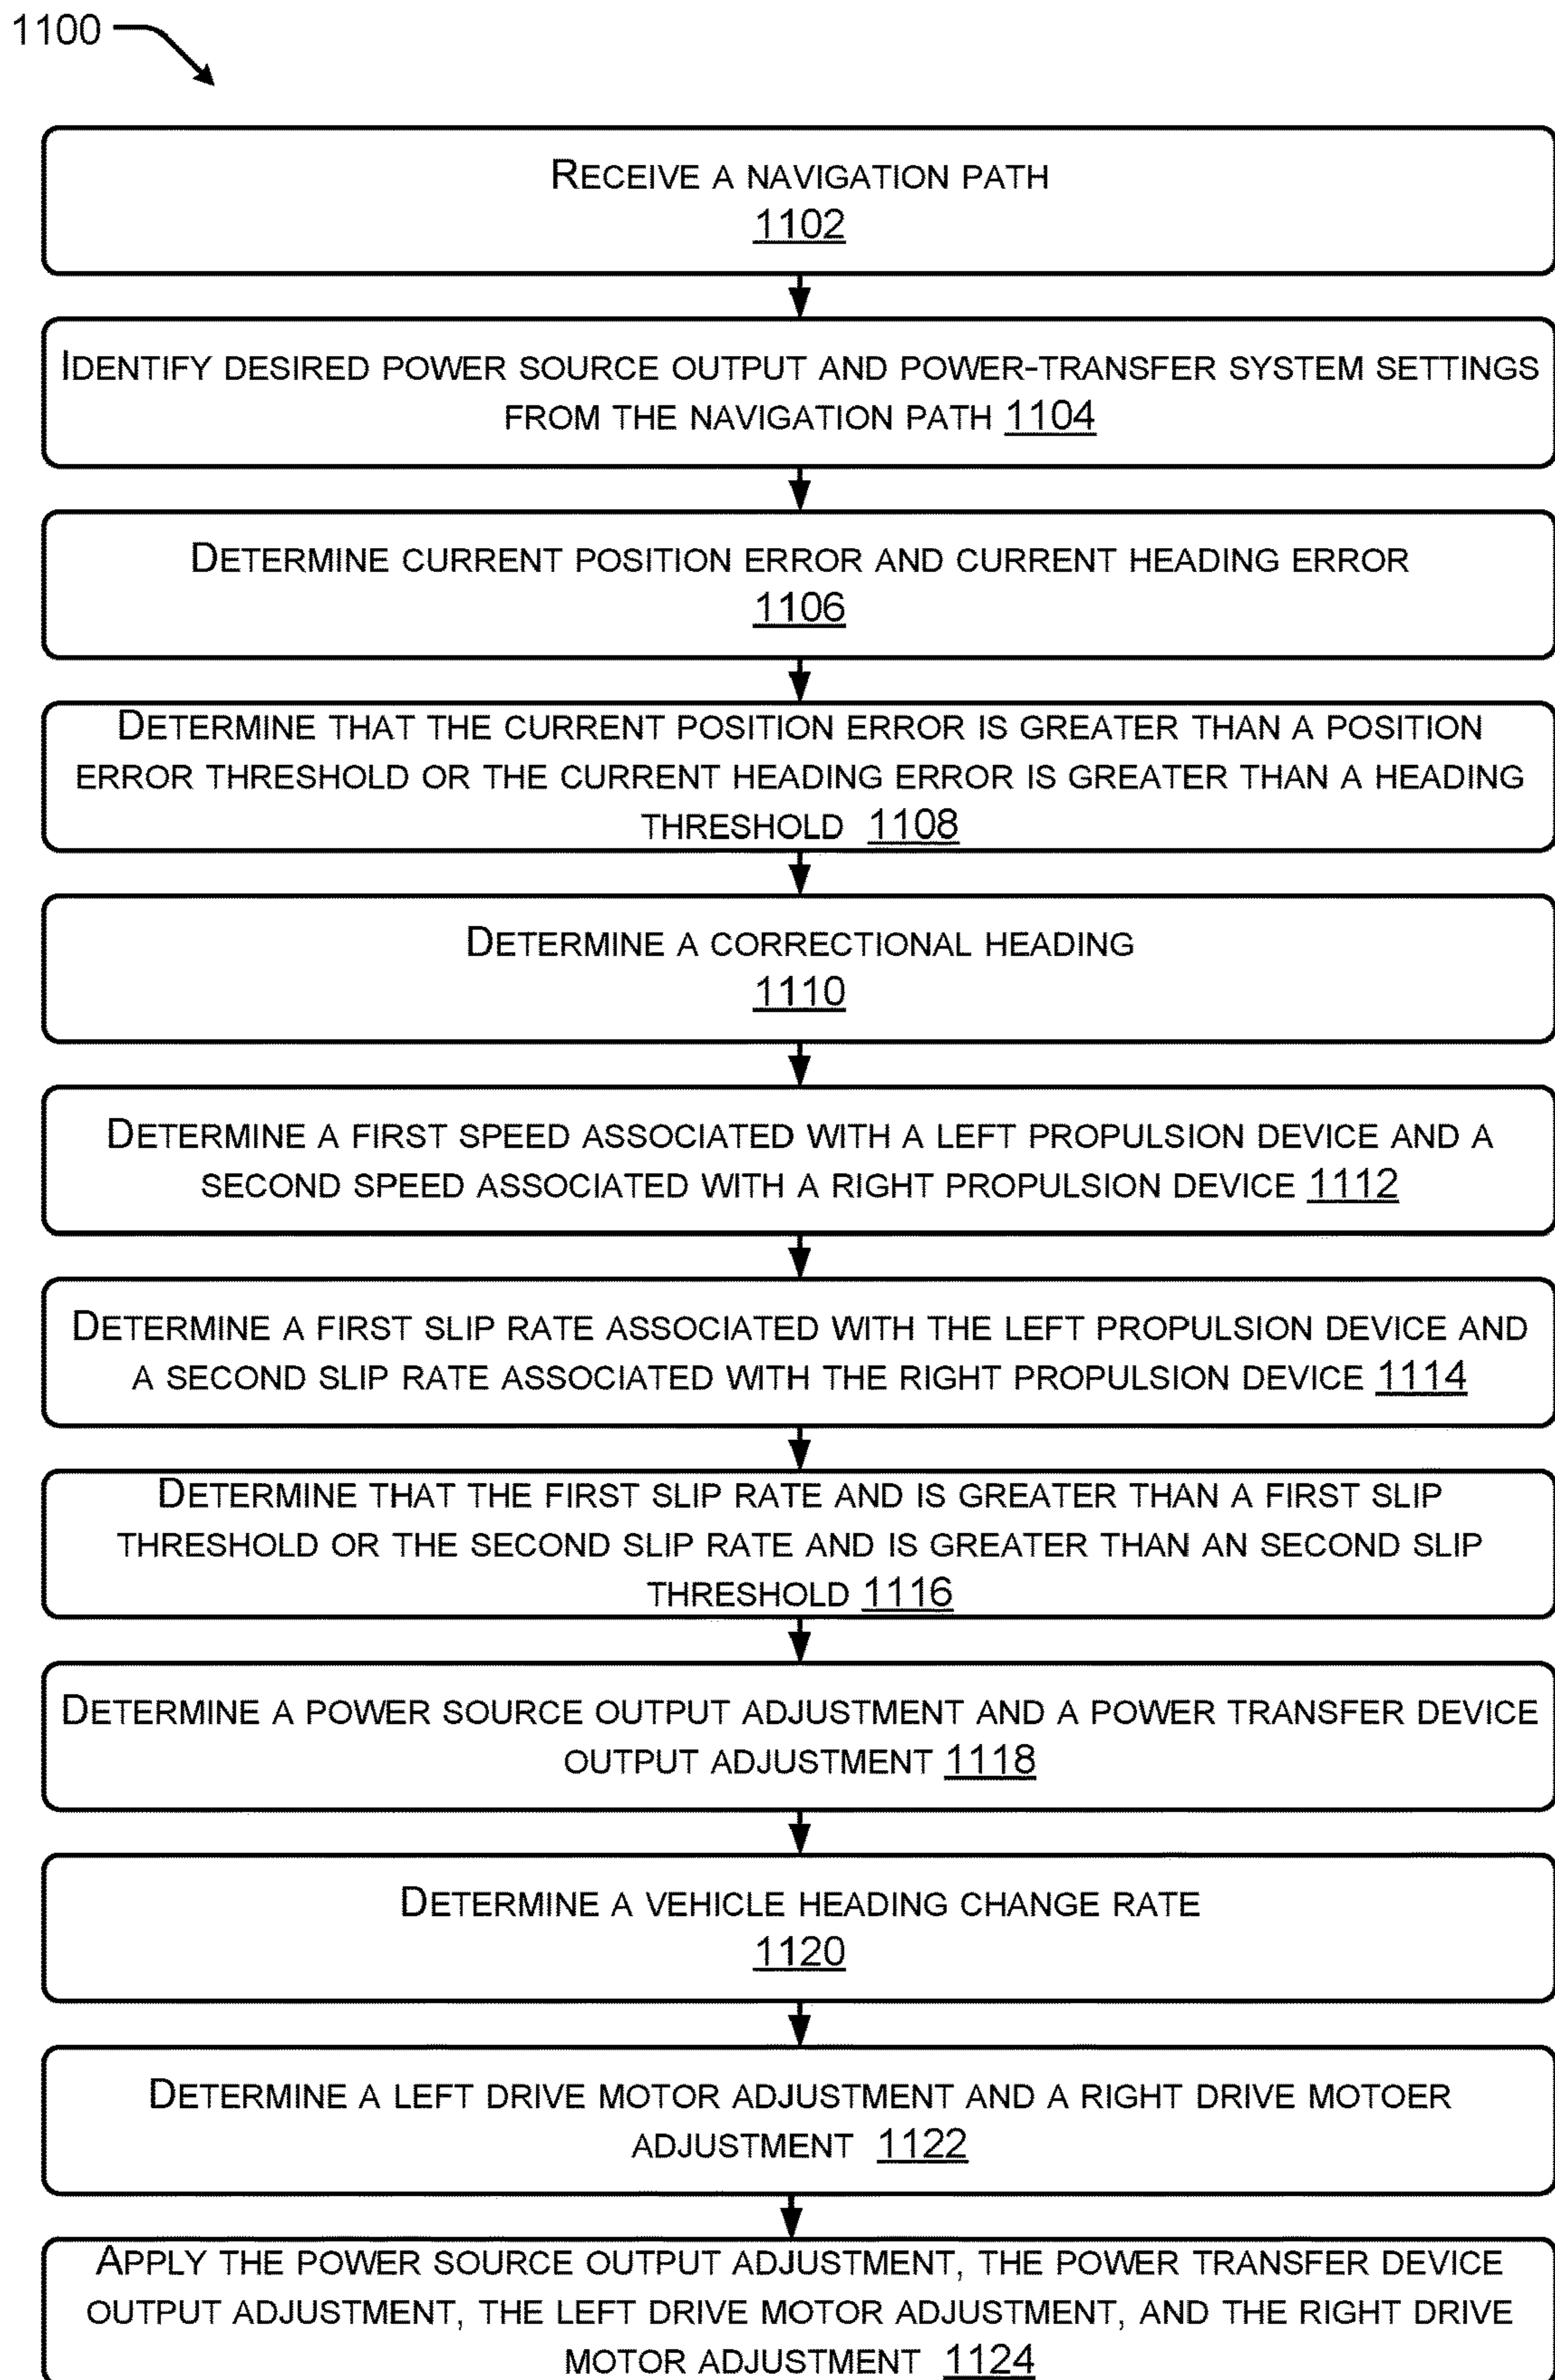 1100
RECEIVE A NAVIGATION PATH
1102
IDENTIFY DESIRED POWER SOURCE OUTPUT AND POWER-TRANSFER SYSTEM SETTINGS
FROM THE NAVIGATION PATH 1104
DETERMINE CURRENT POSITION ERROR AND CURRENT HEADING ERROR
1106
DETERMINE THAT THE CURRENT POSITION ERROR IS GREATER THAN A POSITION
ERROR THRESHOLD OR THE CURRENT HEADING ERROR IS GREATER THAN A HEADING
THRESHOLD 1108
DETERMINE A CORRECTIONAL HEADING
1110
DETERMINE A FIRST SPEED ASSOCIATED WITH A LEFT PROPULSION DEVICE AND A
SECOND SPEED ASSOCIATED WITH A RIGHT PROPULSION DEVICE 1112
DETERMINE A FIRST SLIP RATE ASSOCIATED WITH THE LEFT PROPULSION DEVICE AND
A SECOND SLIP RATE ASSOCIATED WITH THE RIGHT PROPULSION DEVICE 1114
DETERMINE THAT THE FIRST SLIP RATE AND IS GREATER THAN A FIRST SLIP
THRESHOLD OR THE SECOND SLIP RATE AND IS GREATER THAN AN SECOND SLIP
THRESHOLD 1116
DETERMINE A POWER SOURCE OUTPUT ADJUSTMENT AND A POWER TRANSFER DEVICE
OUTPUT ADJUSTMENT 1118
DETERMINE A VEHICLE HEADING CHANGE RATE
1120
DETERMINE A LEFT DRIVE MOTOR ADJUSTMENT AND A RIGHT DRIVE MOTOER
ADJUSTMENT 1122
APPLY THE POWER SOURCE OUTPUT ADJUSTMENT, THE POWER TRANSFER DEVICE
OUTPUT ADJUSTMENT, THE LEFT DRIVE MOTOR ADJUSTMENT, AND THE RIGHT DRIVE
MOTOR ADJUSTMENT 1124